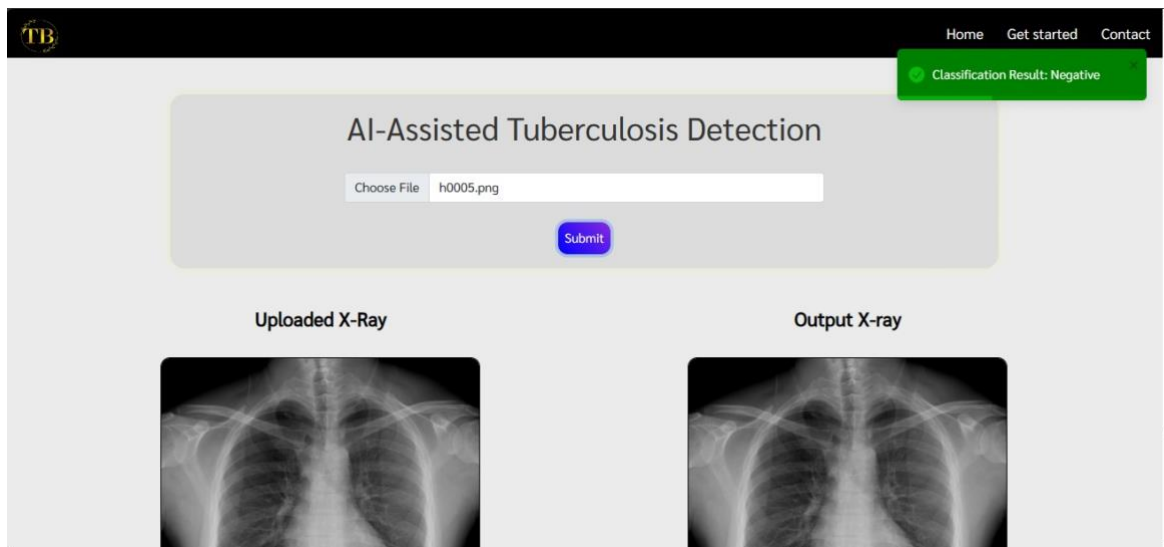 TB
Home Get started Contact
Classification Result: Negative
AI-Assisted Tuberculosis Detection
Choose File h0005.png
Submit
Uploaded X-Ray Output X-ray